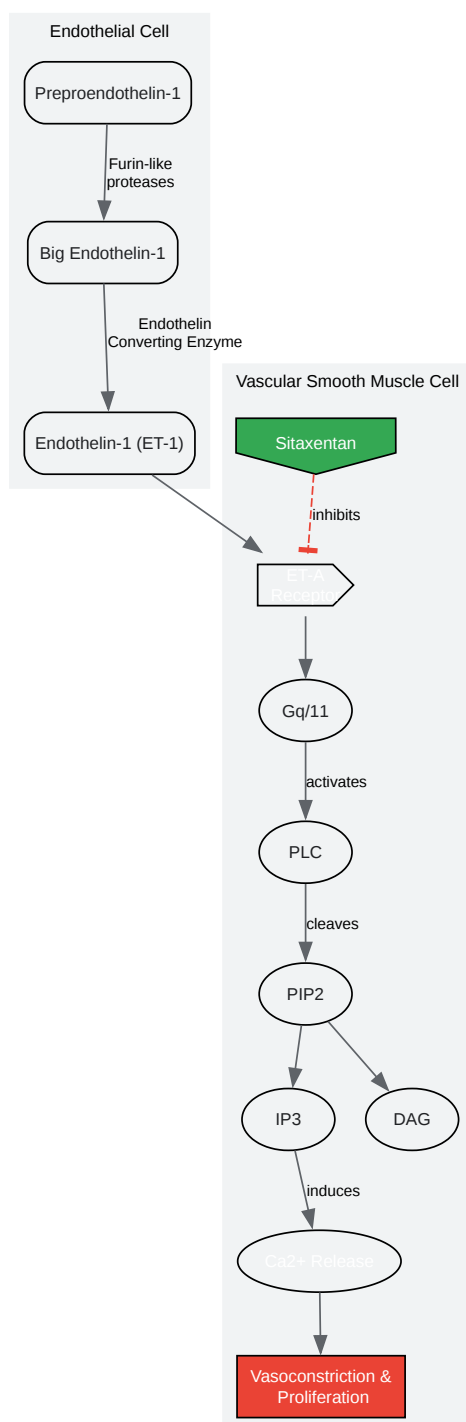 Endothelial Cell
Preproendothelin-1
Furin-like
proteases
Big Endothelin-1
Endothelin
Converting Enzyme
Endothelin-1 (ET-1)
Vascular Smooth Muscle Cell
Sitaxentan
inhibits
ET-A
Recepto
Gq/11
activates
PLC
cleaves
PIP2
IP3
DAG
induces
Ca2+ Release
Vasoconstriction &
Proliferation